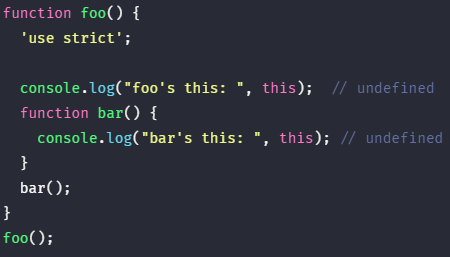 function foo() {
  'use strict';

  console.log("foo's this: ", this);  // undefined
  function bar() {
    console.log("bar's this: ", this); // undefined
  }
  bar();
}
foo();